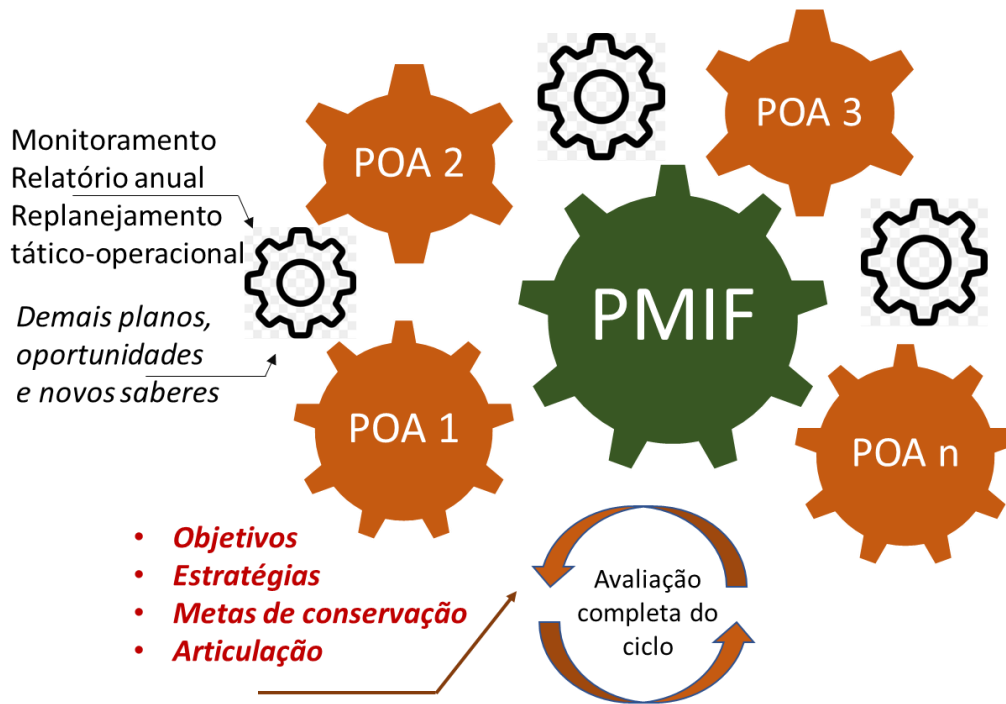 POA 3
POA 2
Monitoramento
Relatório anual
Replanejamento
tático-operacional
Demais planos,
oportunidades
e novos saberes
PMIF
POA 1
POA n
• Objetivos
• Estratégias
• Metas de conservação
• Articulação
Avaliação
completa do
ciclo